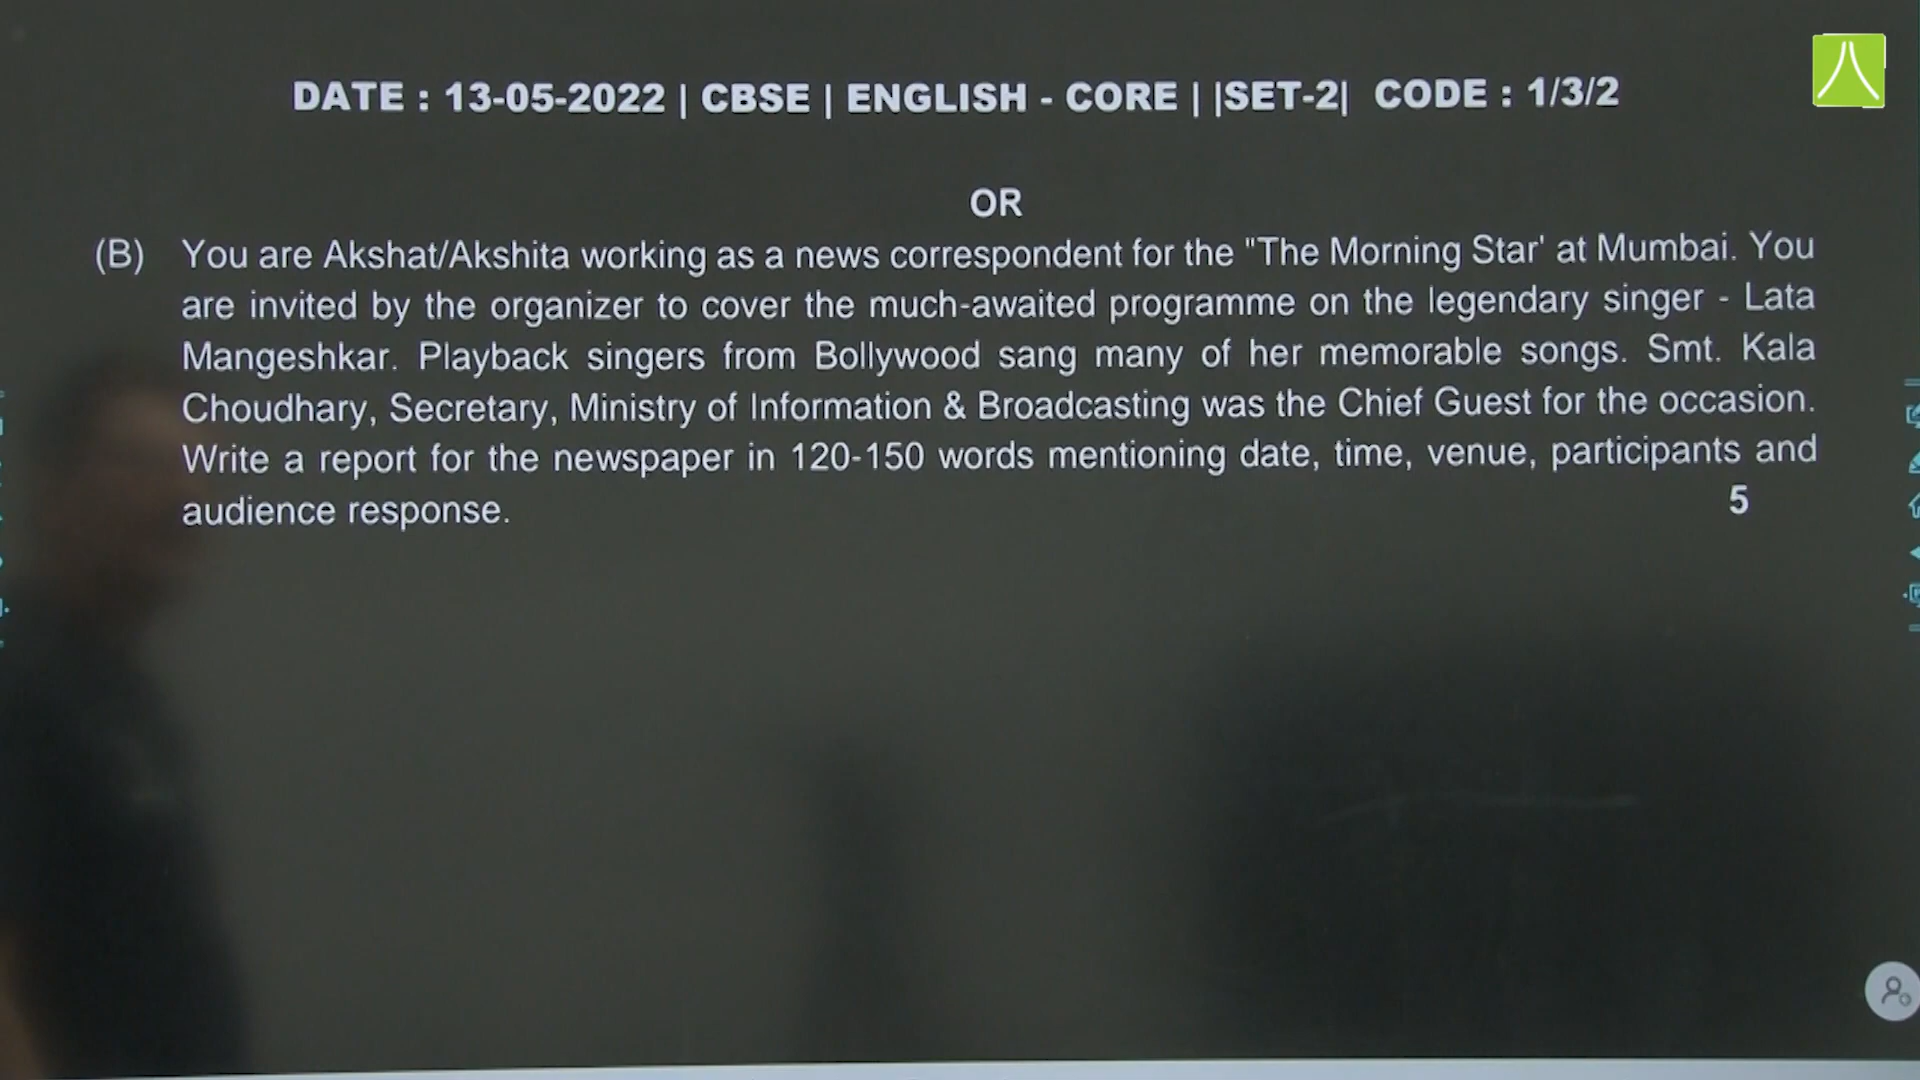 DATE : 13-05-2022 | CBSE | ENGLISH - CORE | |SET-2| CODE : 1/3/2
OR
(B) You are Akshat/Akshita working as a news correspondent for the "The Morning Star' at Mumbai. You
are invited by the organizer to cover the much-awaited programme on the legendary singer - Lata
Mangeshkar. Playback singers from Bollywood sang many of her memorable songs. Smt. Kala
Choudhary, Secretary, Ministry of Information & Broadcasting was the Chief Guest for the occasion.
Write a report for the newspaper in 120-150 words mentioning date, time, venue, participants and
audience response. 5